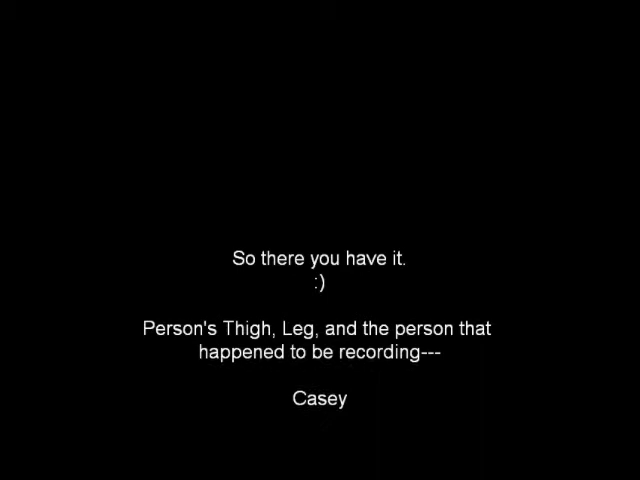 So there you have it.
:)
Person's Thigh, Leg, and the person that
happened to be recording---
Casey